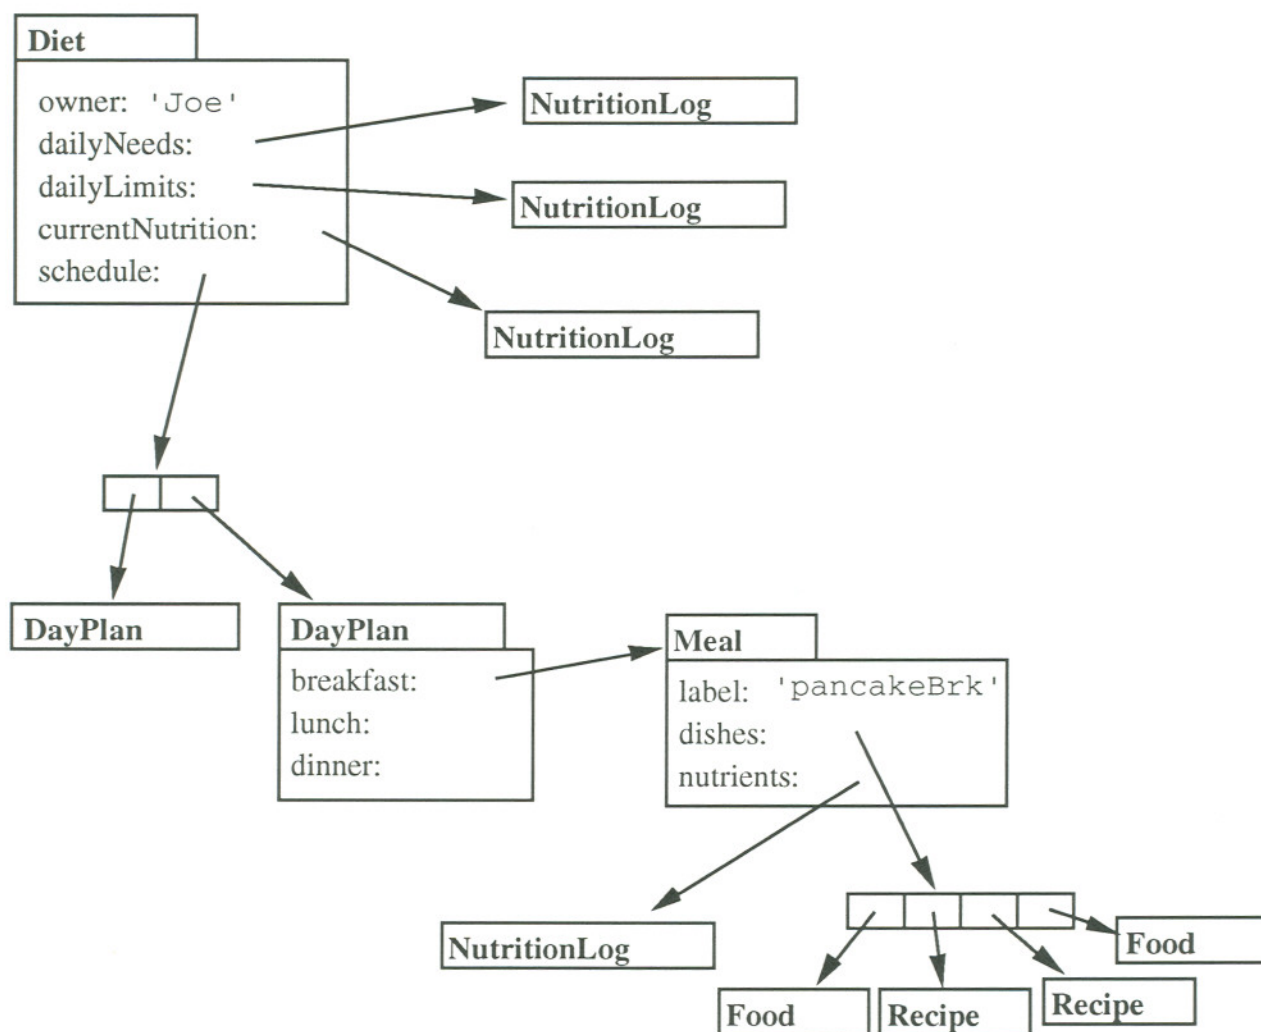 Diet
owner: 'Joe'
dailyNeeds:
dailyLimits:
currentNutrition:
schedule:
NutritionLog
NutritionLog
NutritionLog
DayPlan
DayPlan
breakfast:
lunch:
dinner:
Meal
label: 'pancakeBrk'
dishes:
nutrients:
NutritionLog
Food
Recipe
Recipe
Food